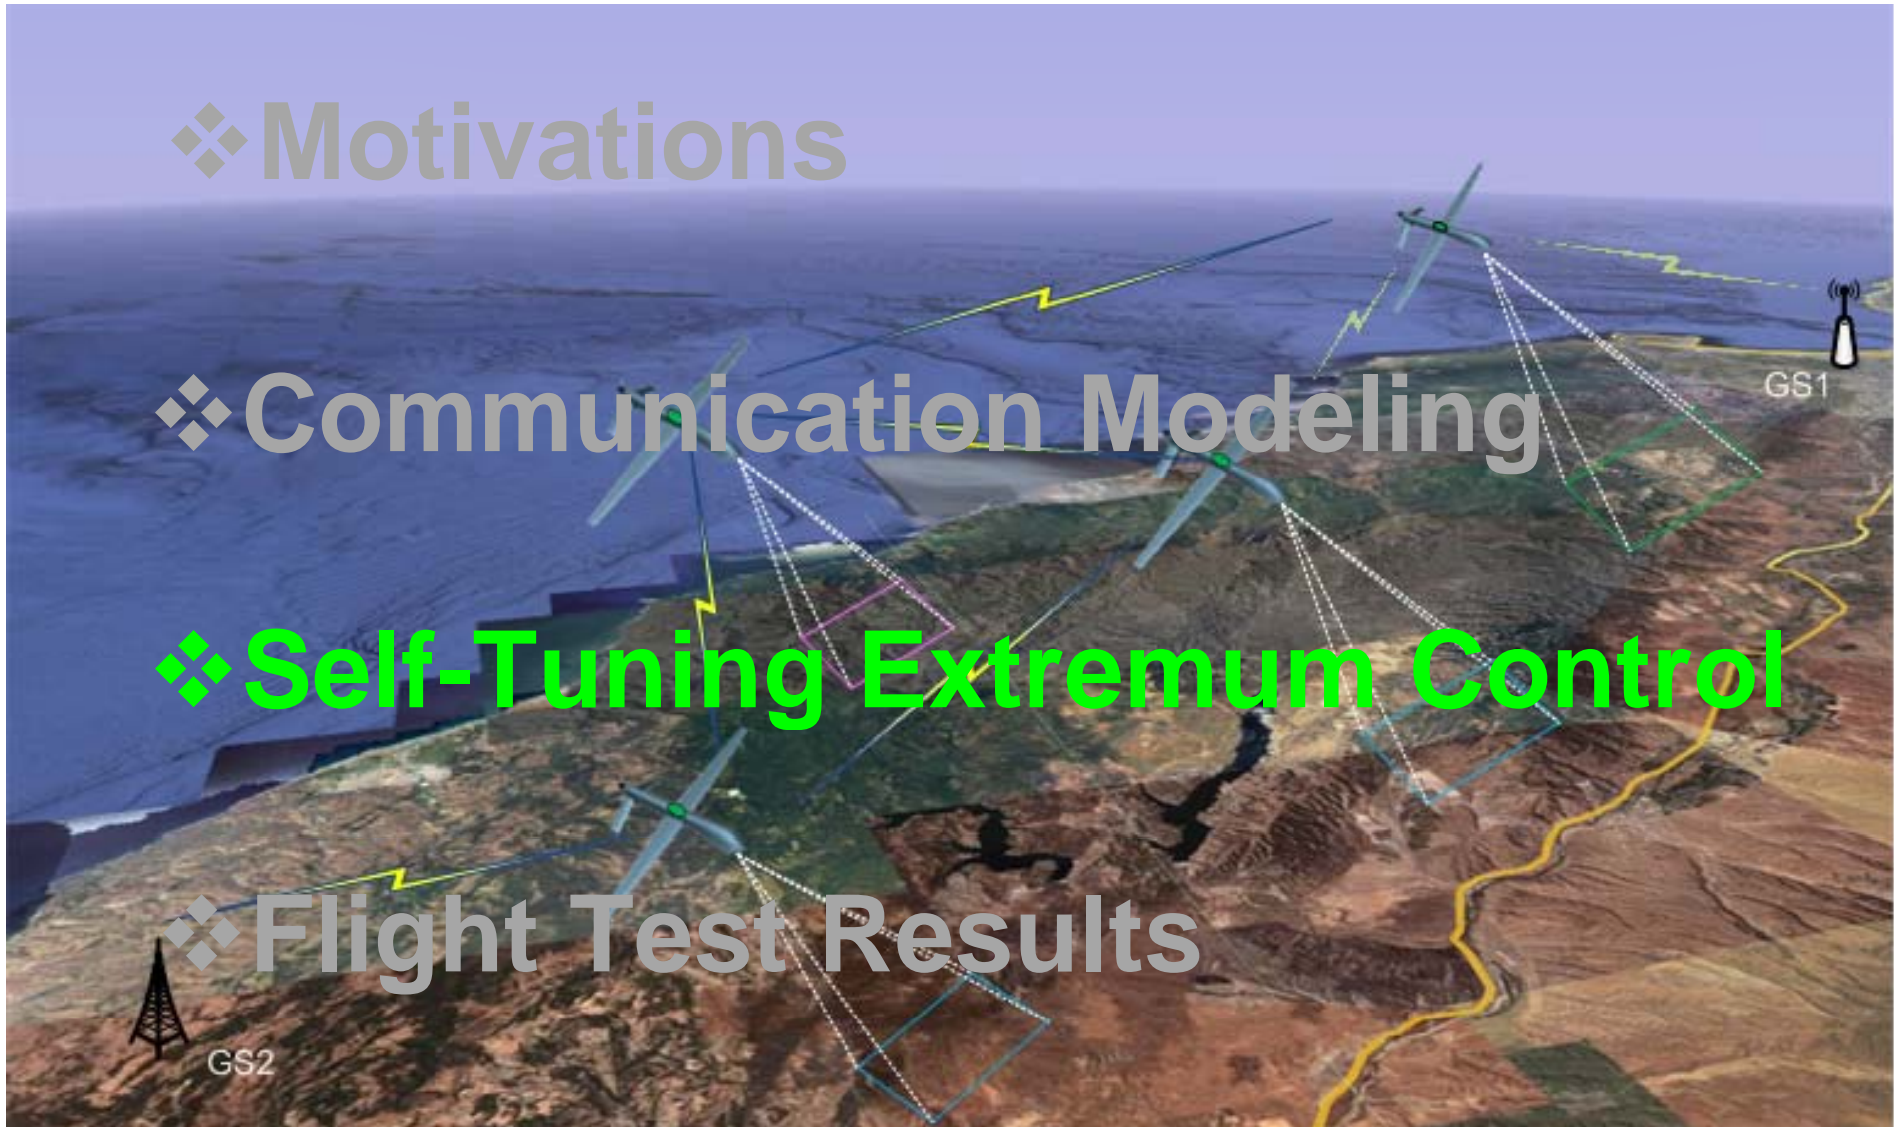 ❖Motivations
GS1
❖Communication Modeling
❖Self-Tuning Extremum Control
❖Flight Test Results
GS2